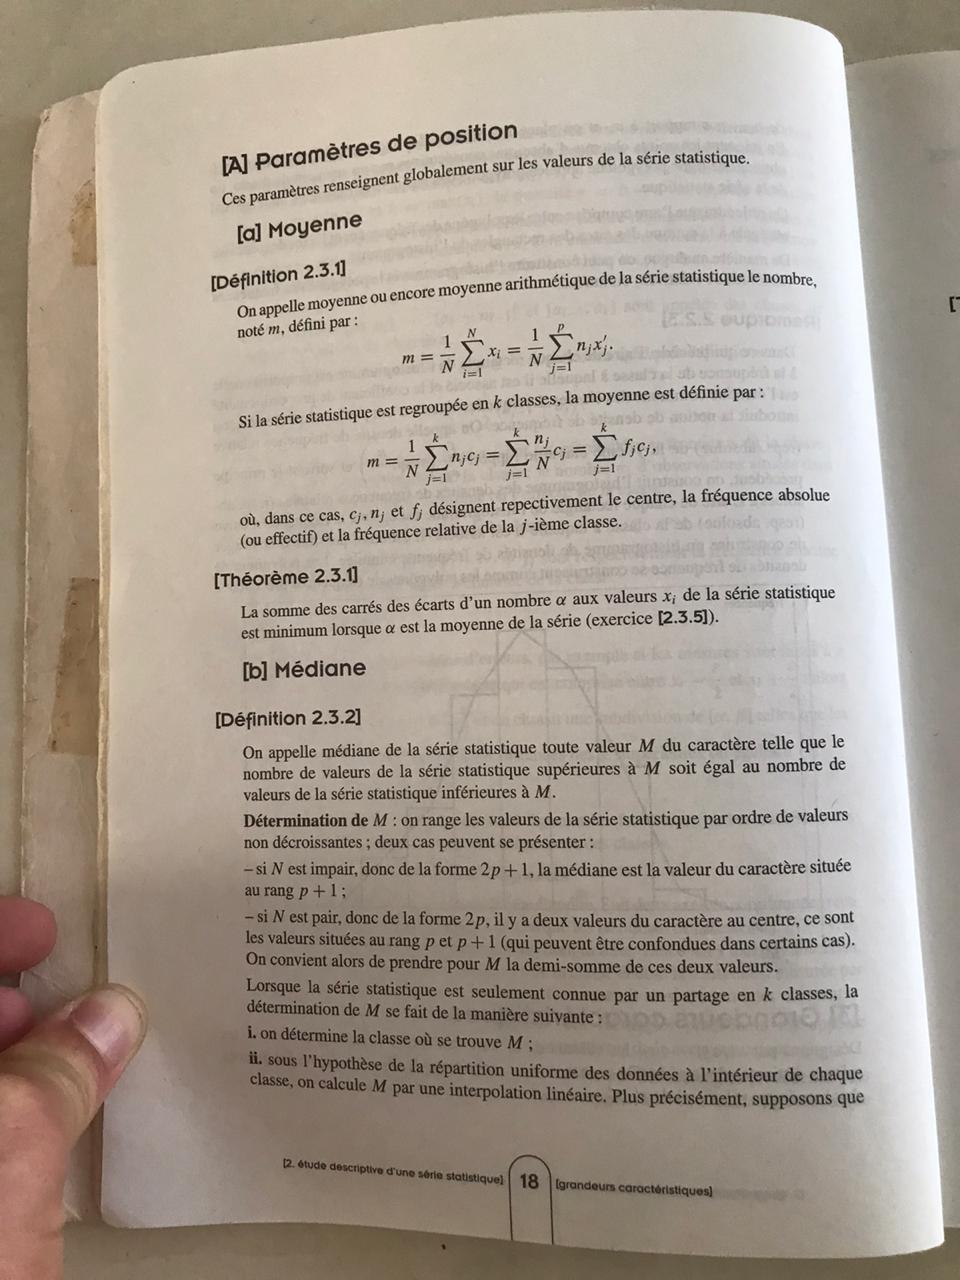 [A] Paramètres de position
Ces paramètres renseignent globalement sur les valeurs de la série statistique.
[a] Moyenne
[Définition 2.3.1]
On appelle moyenne ou encore moyenne arithmétique de la série statistique le nombre,
noté m, défini par :
m = \frac{1}{N} \sum_{i=1}^{N} x_i = \frac{1}{N} \sum_{j=1}^{p} n_j x'_j.
Si la série statistique est regroupée en k classes, la moyenne est définie par :
m = \frac{1}{N} \sum_{j=1}^{k} n_j c_j = \sum_{j=1}^{k} \frac{n_j}{N} c_j = \sum_{j=1}^{k} f_j c_j,
où, dans ce cas, c_j, n_j et f_j désignent repectivement le centre, la fréquence absolue
(ou effectif) et la fréquence relative de la j-ième classe.
[Théorème 2.3.1]
La somme des carrés des écarts d'un nombre α aux valeurs x_i de la série statistique
est minimum lorsque α est la moyenne de la série (exercice [2.3.5]).
[b] Médiane
[Définition 2.3.2]
On appelle médiane de la série statistique toute valeur M du caractère telle que le
nombre de valeurs de la série statistique supérieures à M soit égal au nombre de
valeurs de la série statistique inférieures à M.
Détermination de M : on range les valeurs de la série statistique par ordre de valeurs
non décroissantes ; deux cas peuvent se présenter :
– si N est impair, donc de la forme 2p + 1, la médiane est la valeur du caractère située
au rang p + 1 ;
– si N est pair, donc de la forme 2p, il y a deux valeurs du caractère au centre, ce sont
les valeurs situées au rang p et p + 1 (qui peuvent être confondues dans certains cas).
On convient alors de prendre pour M la demi-somme de ces deux valeurs.
Lorsque la série statistique est seulement connue par un partage en k classes, la
détermination de M se fait de la manière suivante :
i. on détermine la classe où se trouve M ;
ii. sous l'hypothèse de la répartition uniforme des données à l'intérieur de chaque
classe, on calcule M par une interpolation linéaire. Plus précisément, supposons que
[2. étude descriptive d'une série statistique] 18 [grandeurs caractéristiques]